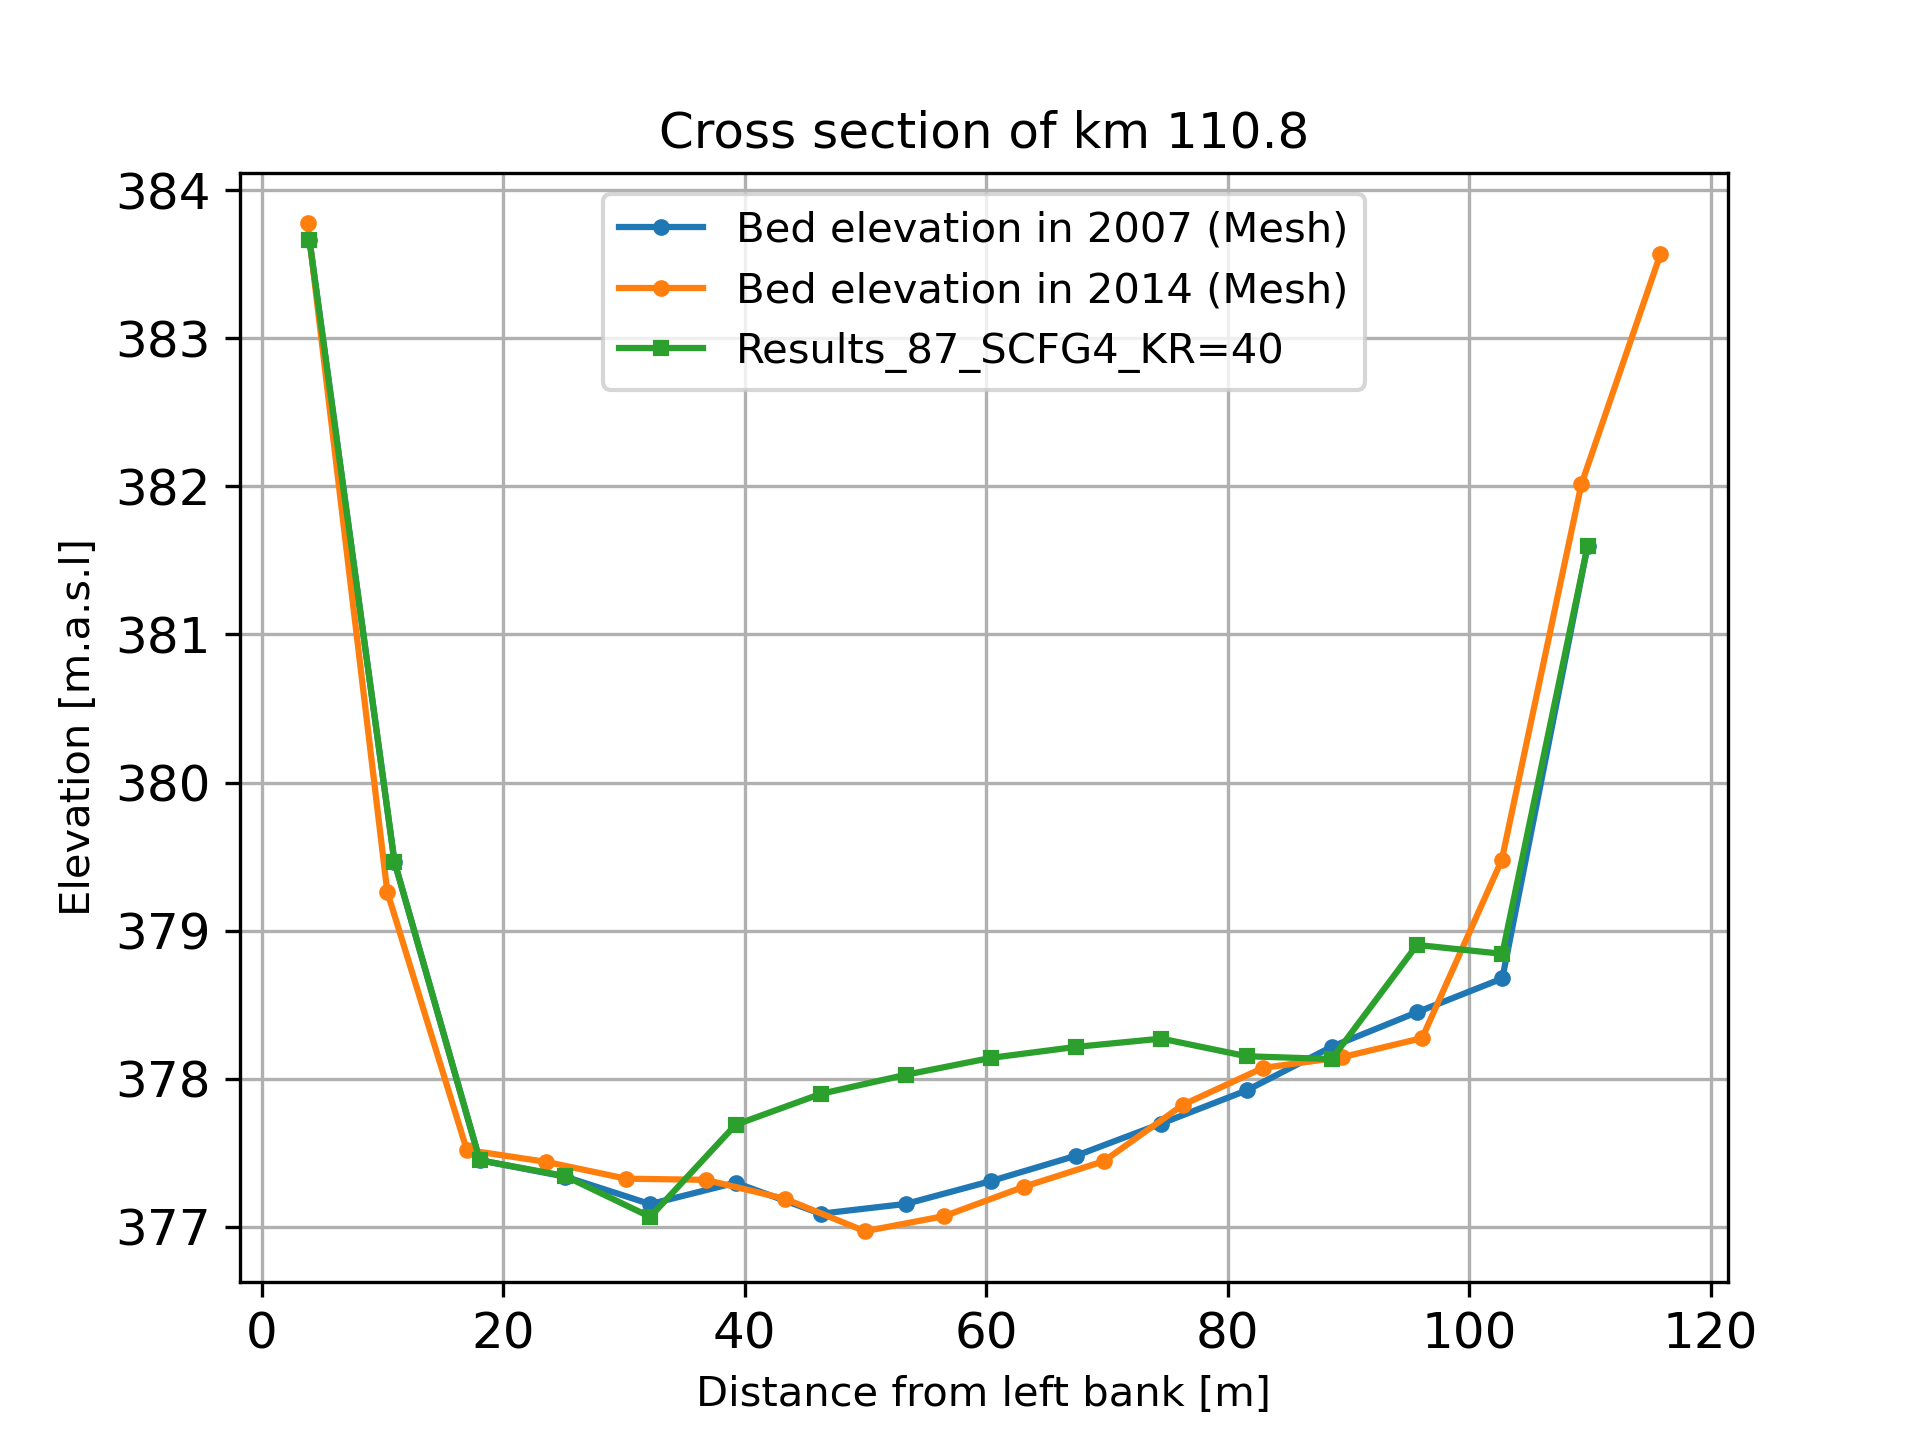 Cross section of km 110.8
Bed elevation in 2007 (Mesh)
Bed elevation in 2014 (Mesh)
Results_87_SCFG4_KR=40
Elevation [m.a.s.l]
384
383
382
381
380
379
378
377
0 20 40 60 80 100 120
Distance from left bank [m]